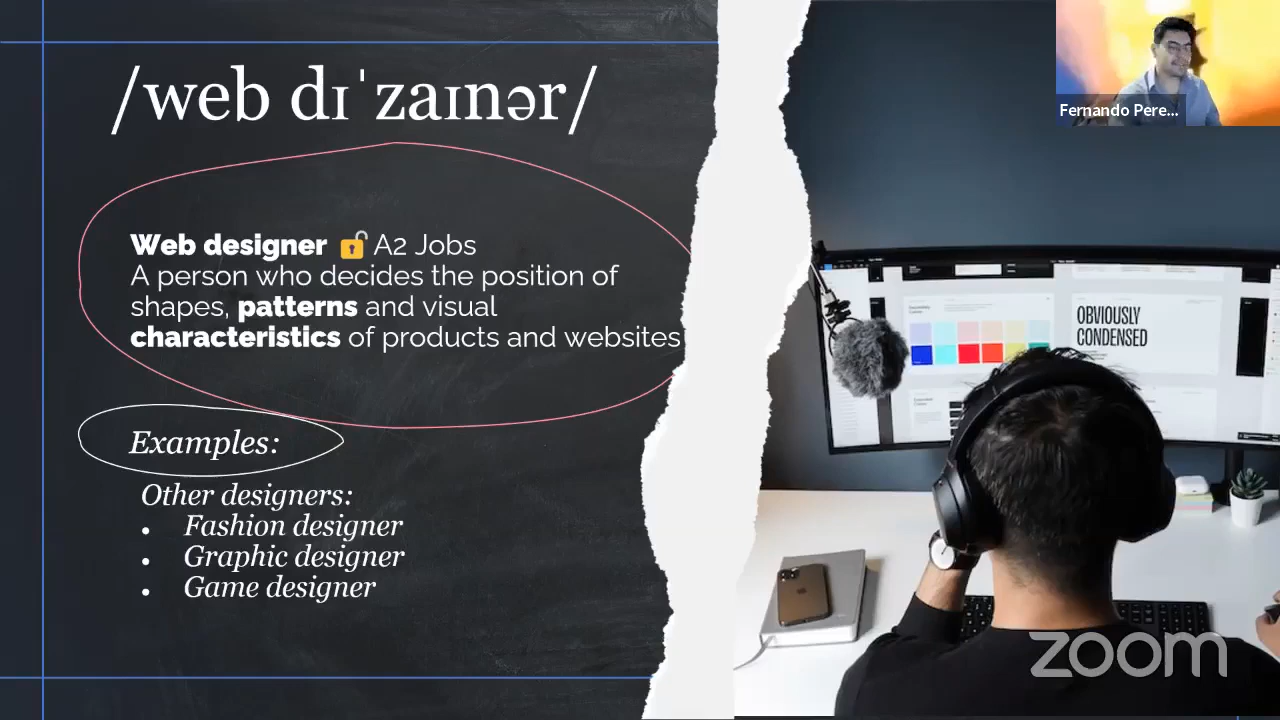 /web dɪˈzaɪnər/
Web designer 🔓 A2 Jobs
A person who decides the position of
shapes, patterns and visual
characteristics of products and websites
Examples:
Other designers:
• Fashion designer
• Graphic designer
• Game designer
Fernando Pere...
OBVIOUSLY
CONDENSED
zoom